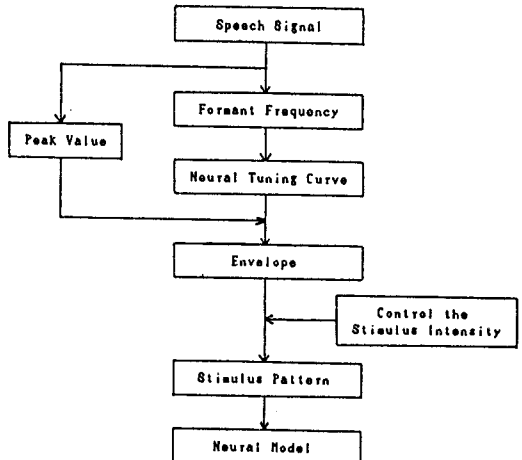 Speech Signal
Formant Frequency
Peak Value
Neural Tuning Curve
Envelope
Control the
Stimulus Intensity
Stimulus Pattern
Neural Model